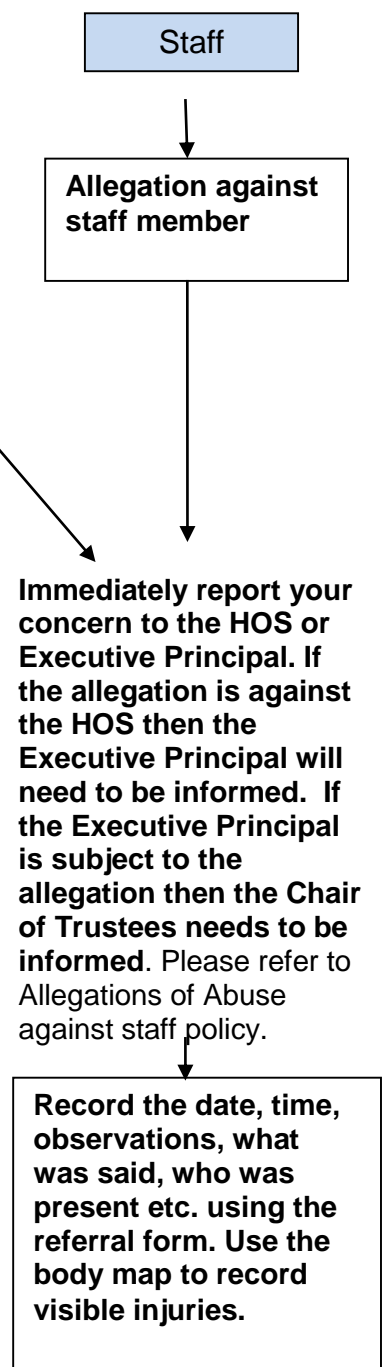 Staff
Allegation against
staff member
Immediately report your
concern to the HOS or
Executive Principal. If
the allegation is against
the HOS then the
Executive Principal will
need to be informed.  If
the Executive Principal
is subject to the
allegation then the Chair
of Trustees needs to be
informed. Please refer to
Allegations of Abuse
against staff policy.
Record the date, time,
observations, what
was said, who was
present etc. using the
referral form. Use the
body map to record
visible injuries.